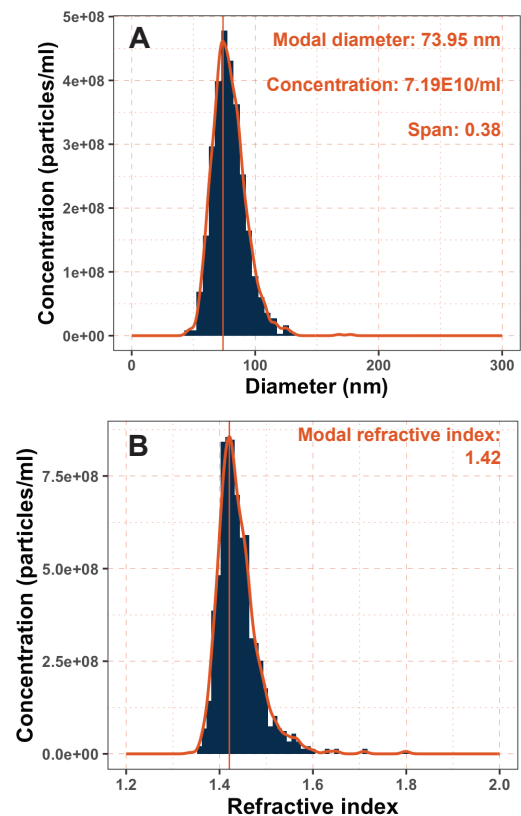 A
Modal diameter: 73.95 nm
Concentration: 7.19E10/ml
Span: 0.38
Concentration (particles/ml)
5e+08
4e+08
3e+08
2e+08
1e+08
0e+00
0 100 200 300
Diameter (nm)
B
Modal refractive index:
1.42
Concentration (particles/ml)
7.5e+08
5.0e+08
2.5e+08
0.0e+00
1.2 1.4 1.6 1.8 2.0
Refractive index